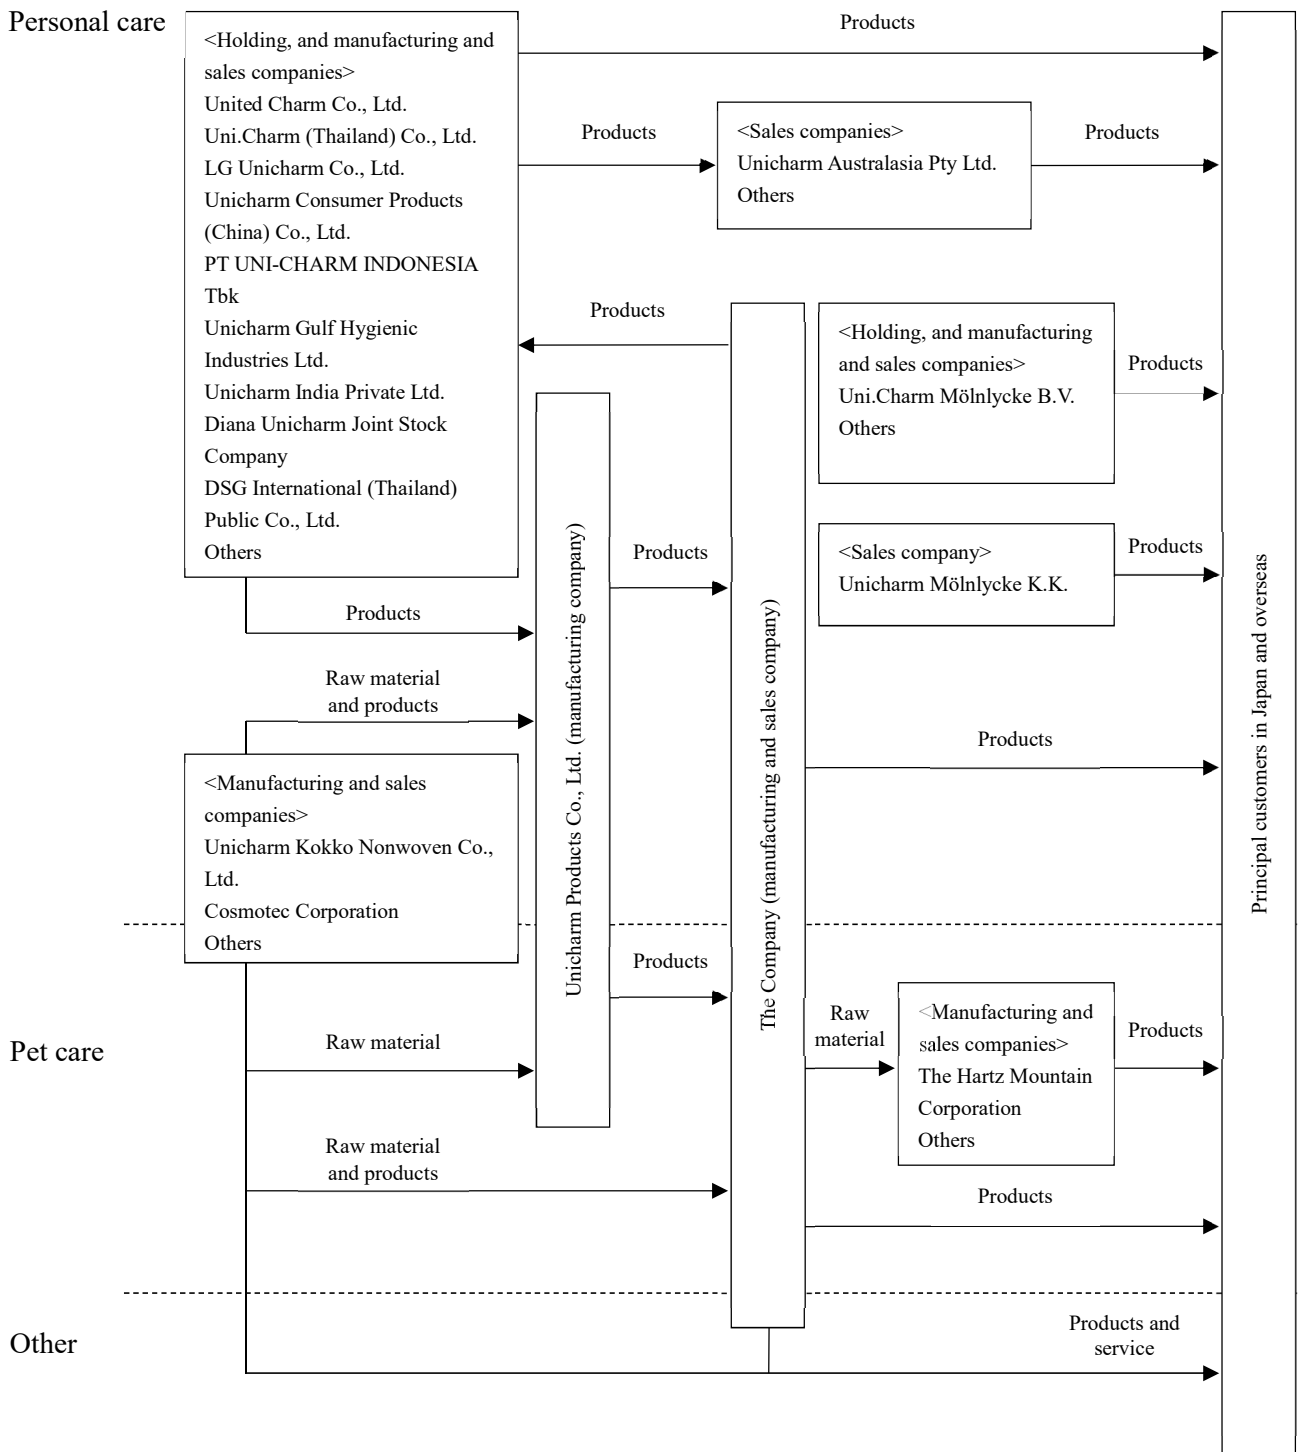 Personal care
<Holding, and manufacturing and
sales companies>
United Charm Co., Ltd.
Uni.Charm (Thailand) Co., Ltd.
LG Unicharm Co., Ltd.
Unicharm Consumer Products
(China) Co., Ltd.
PT UNI-CHARM INDONESIA
Tbk
Unicharm Gulf Hygienic
Industries Ltd.
Unicharm India Private Ltd.
Diana Unicharm Joint Stock
Company
DSG International (Thailand)
Public Co., Ltd.
Others
Products
Products
<Sales companies>
Unicharm Australasia Pty Ltd.
Others
Products
Products
<Holding, and manufacturing
and sales companies>
Uni.Charm Mölnlycke B.V.
Others
Products
Products
<Sales company>
Unicharm Mölnlycke K.K.
Products
Products
Raw material
and products
Unicharm Products Co., Ltd. (manufacturing company)
The Company (manufacturing and sales company)
Principal customers in Japan and overseas
Products
<Manufacturing and sales
companies>
Unicharm Kokko Nonwoven Co.,
Ltd.
Cosmotec Corporation
Others
Products
Pet care
Raw material
Raw
material
<Manufacturing and
sales companies>
The Hartz Mountain
Corporation
Others
Products
Raw material
and products
Products
Other
Products and
service